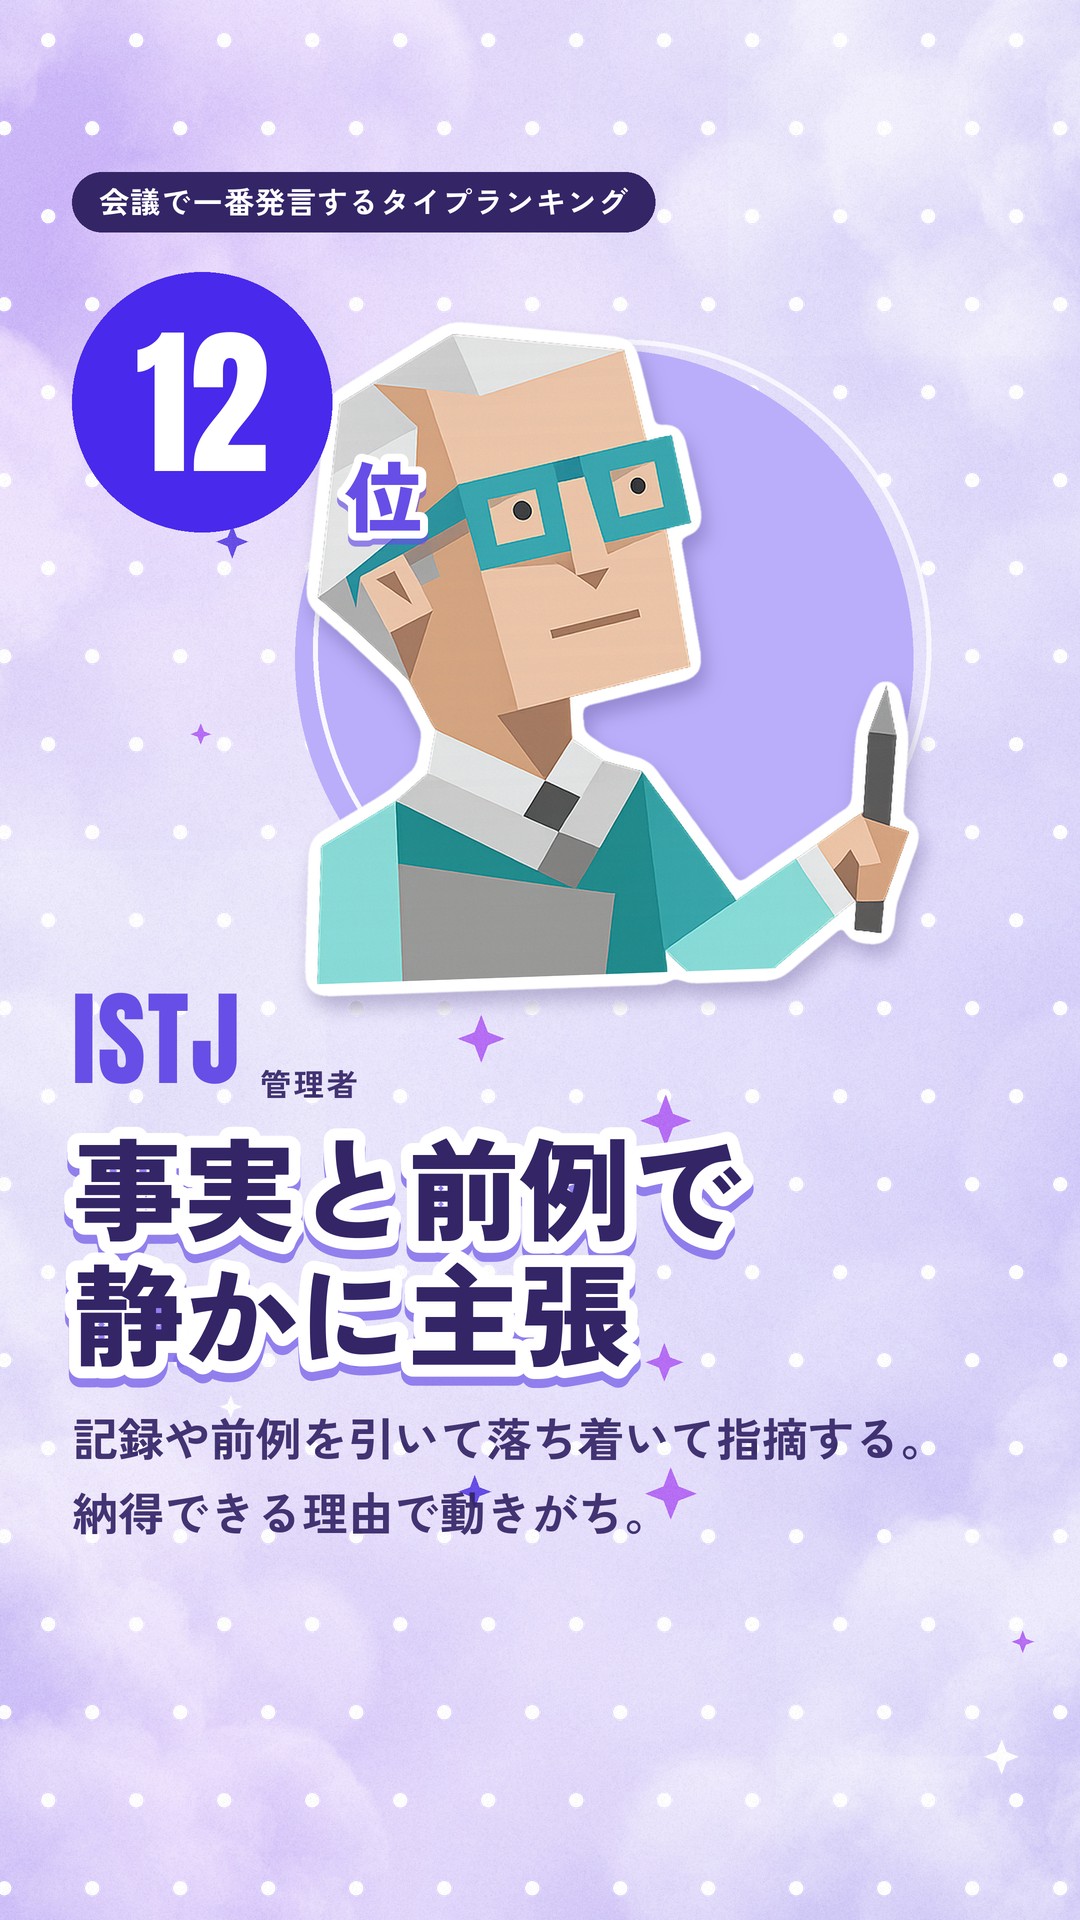 会議で一番発言するタイプランキング
12位
ISTJ 管理者
事実と前例で
静かに主張
記録や前例を引いて落ち着いて指摘する。
納得できる理由で動きがち。